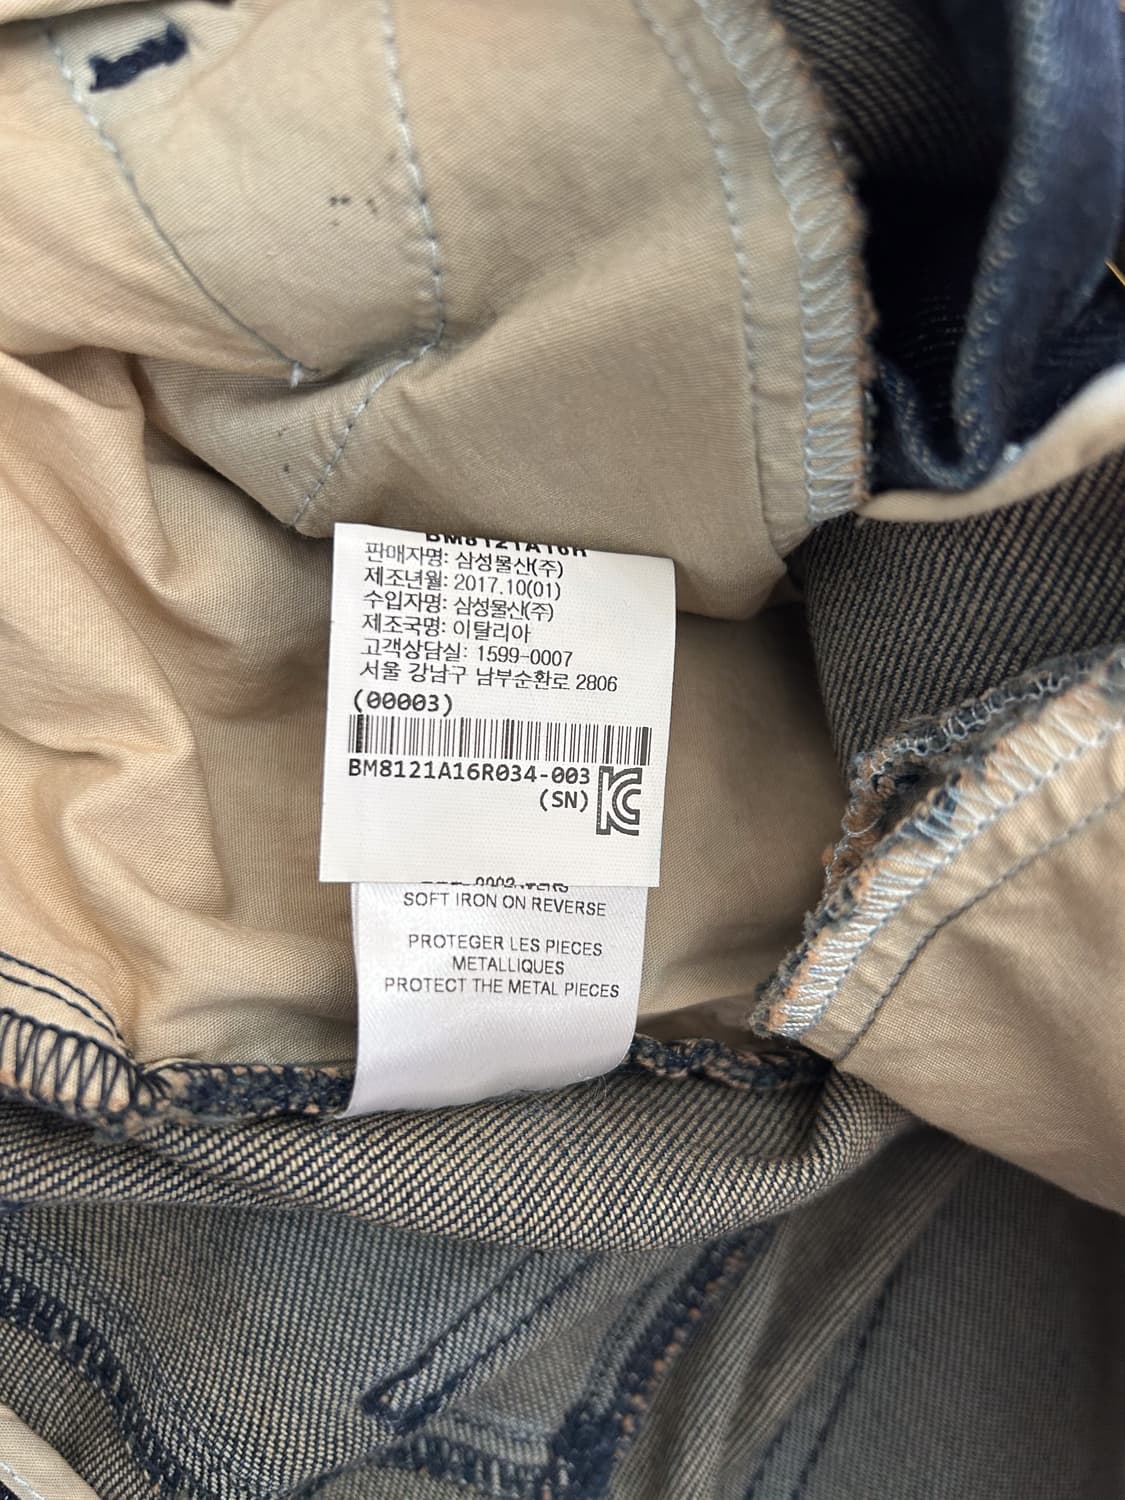 BM8121A16R
판매자명: 삼성물산(주)
제조년월: 2017.10(01)
수입자명: 삼성물산(주)
제조국명: 이탈리아
고객상담실: 1599-0007
서울 강남구 남부순환로 2806
(00003)
BM8121A16R034-003
(SN)
SOFT IRON ON REVERSE
PROTEGER LES PIECES
METALLIQUES
PROTECT THE METAL PIECES